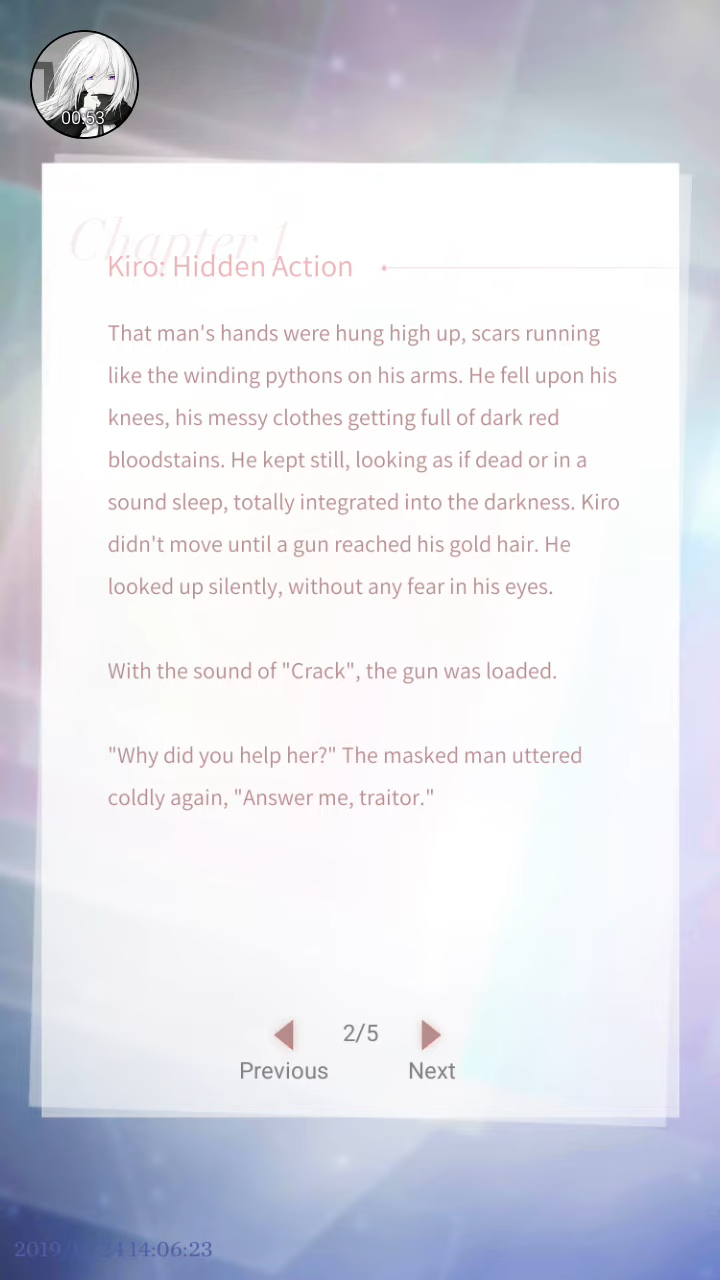 00:53
Chapter 1
Kiro: Hidden Action
That man's hands were hung high up, scars running
like the winding pythons on his arms. He fell upon his
knees, his messy clothes getting full of dark red
bloodstains. He kept still, looking as if dead or in a
sound sleep, totally integrated into the darkness. Kiro
didn't move until a gun reached his gold hair. He
looked up silently, without any fear in his eyes.
With the sound of "Crack", the gun was loaded.
"Why did you help her?" The masked man uttered
coldly again, "Answer me, traitor."
2/5
Previous Next
14:06:23